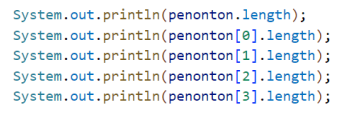 System.out.println(penonton.length);
System.out.println(penonton[0].length);
System.out.println(penonton[1].length);
System.out.println(penonton[2].length);
System.out.println(penonton[3].length);